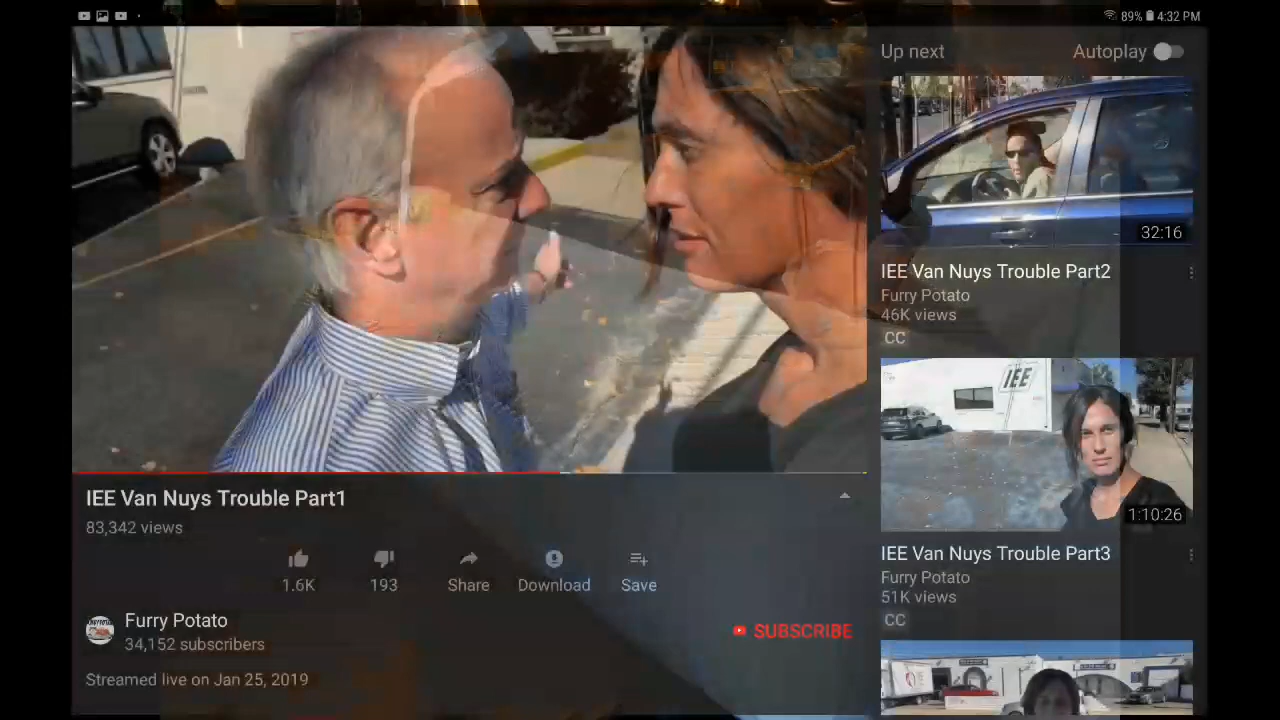 89% 4:32 PM
Up next
Autoplay
32:16
IEE Van Nuys Trouble Part2
Furry Potato
46K views
CC
IEE
1:10:26
IEE Van Nuys Trouble Part3
Furry Potato
51K views
CC
IEE Van Nuys Trouble Part1
83,342 views
1.6K
193
Share
Download
Save
Furry Potato
34,152 subscribers
SUBSCRIBE
Streamed live on Jan 25, 2019